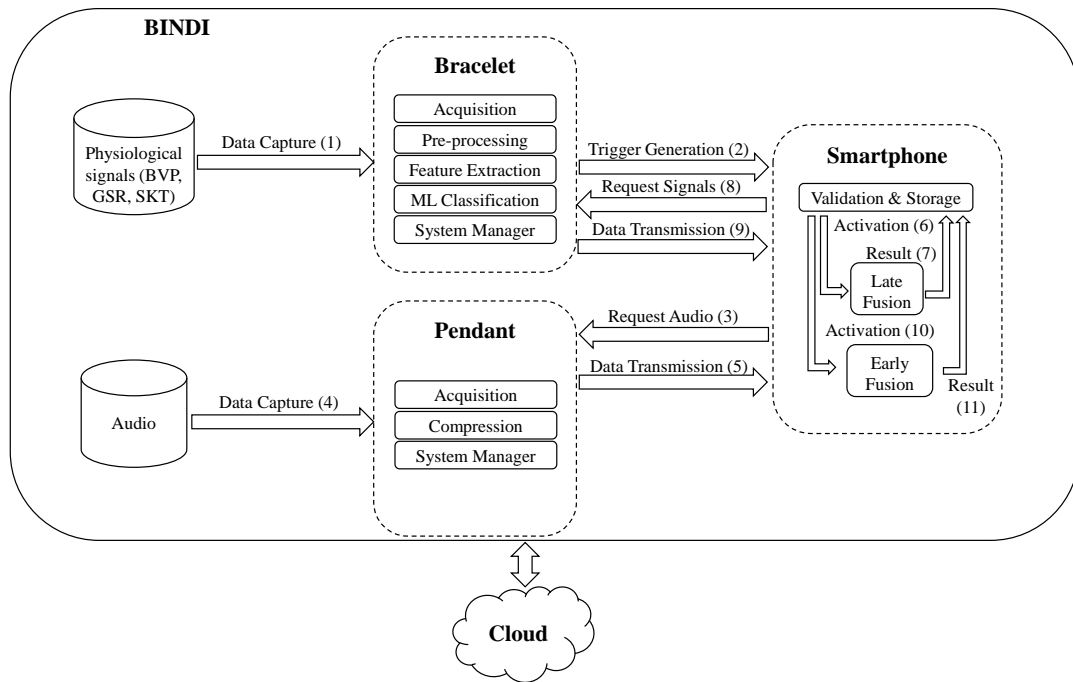 BINDI
Physiological
signals (BVP,
GSR, SKT)
Data Capture (1)
Bracelet
Acquisition
Pre-processing
Feature Extraction
ML Classification
System Manager
Trigger Generation (2)
Request Signals (8)
Data Transmission (9)
Smartphone
Validation & Storage
Activation (6)
Result (7)
Late
Fusion
Activation (10)
Early
Fusion
Result
(11)
Audio
Data Capture (4)
Pendant
Acquisition
Compression
System Manager
Request Audio (3)
Data Transmission (5)
Cloud